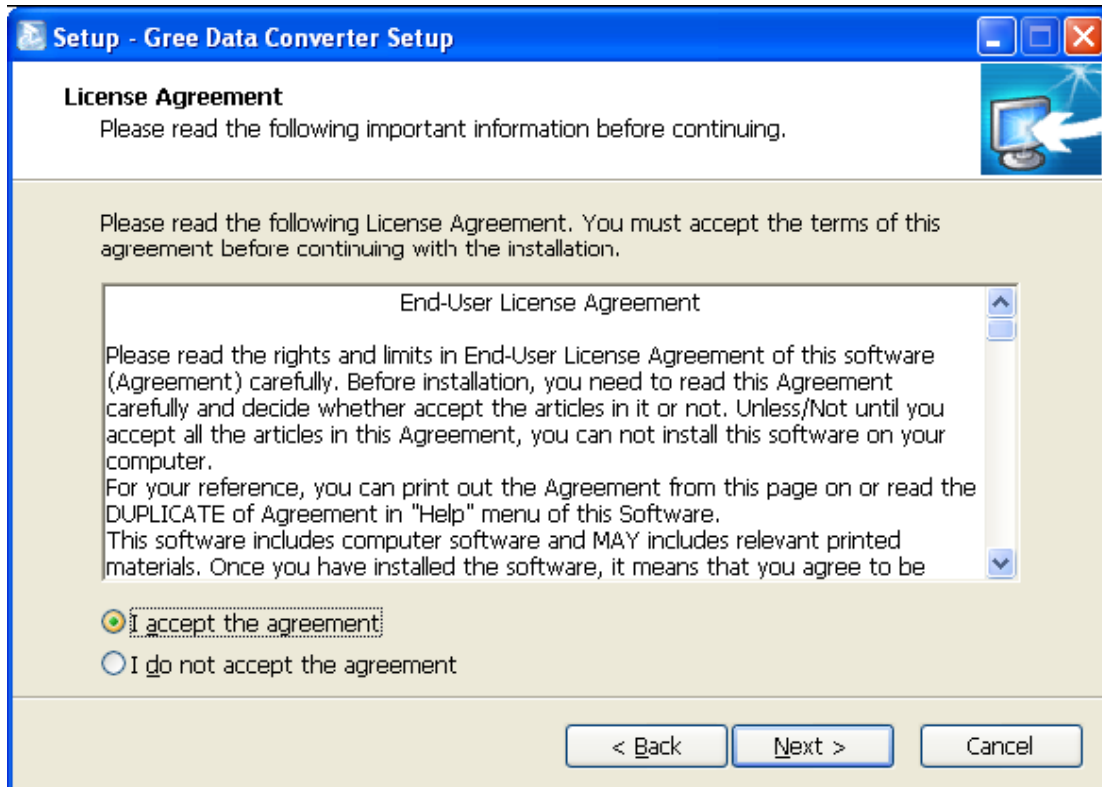 Setup - Gree Data Converter Setup
License Agreement
Please read the following important information before continuing.
Please read the following License Agreement. You must accept the terms of this
agreement before continuing with the installation.
End-User License Agreement
Please read the rights and limits in End-User License Agreement of this software
(Agreement) carefully. Before installation, you need to read this Agreement
carefully and decide whether accept the articles in it or not. Unless/Not until you
accept all the articles in this Agreement, you can not install this software on your
computer.
For your reference, you can print out the Agreement from this page on or read the
DUPLICATE of Agreement in "Help" menu of this Software.
This software includes computer software and MAY includes relevant printed
materials. Once you have installed the software, it means that you agree to be
I accept the agreement
I do not accept the agreement
< Back
Next >
Cancel